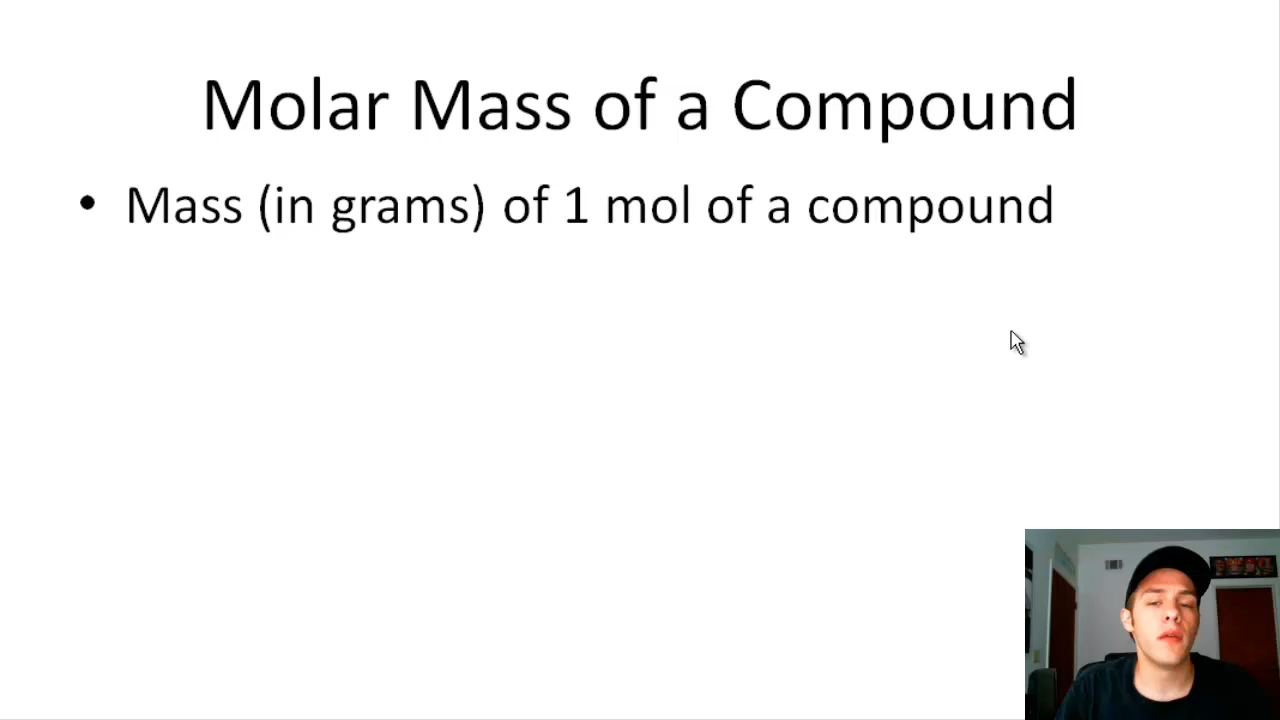 Molar Mass of a Compound
• Mass (in grams) of 1 mol of a compound